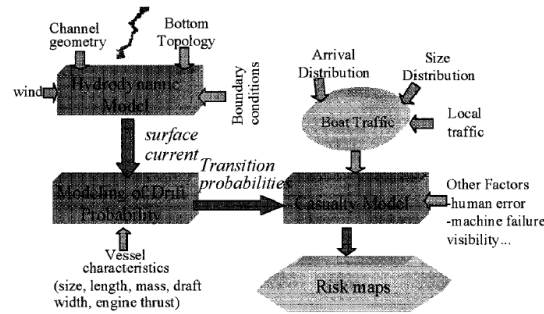 Channel
geometry
Bottom
Topology
wind
Hydrodynamic
Model
Boundary
conditions
Arrival
Distribution
Size
Distribution
Boat Traffic
Local
traffic
surface
current
Transition
probabilities
Modeling of Drift
Probability
Casualty Model
Other Factors
-human error
-machine failure
visibility...
Vessel
characteristics
(size, length, mass, draft
width, engine thrust)
Risk maps